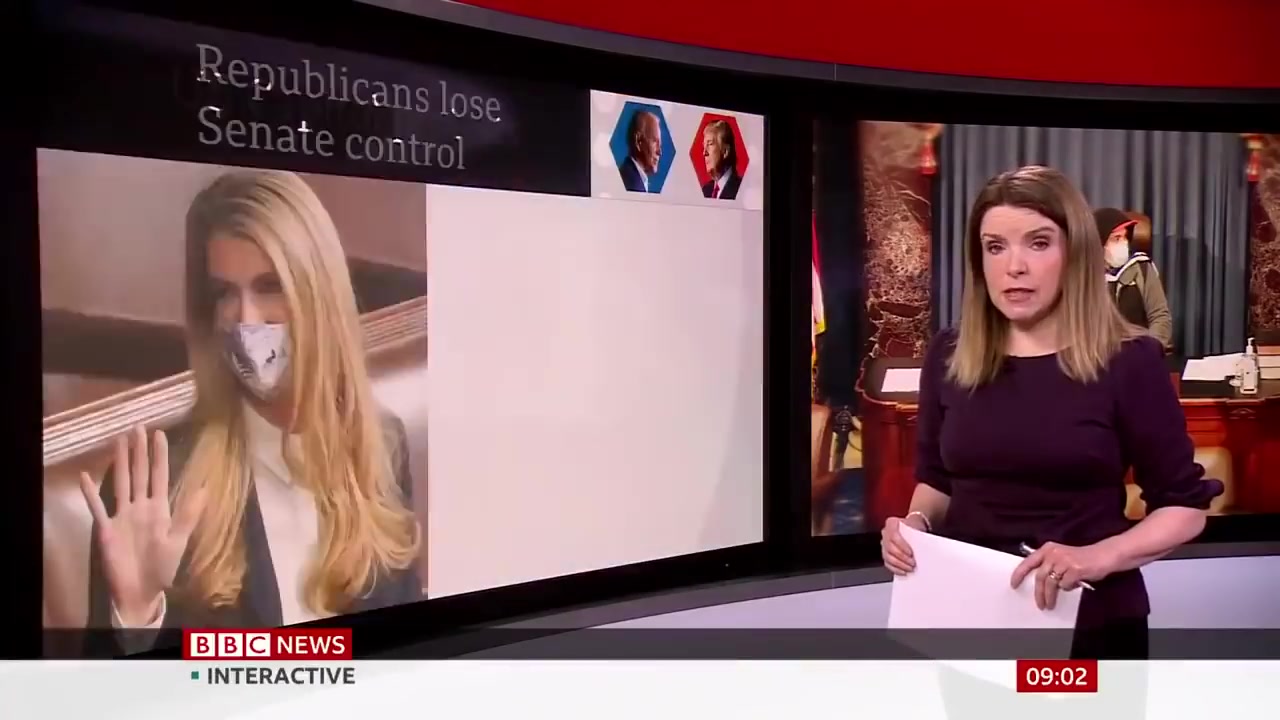 Republicans lose
Senate control
BBC NEWS
INTERACTIVE
09:02